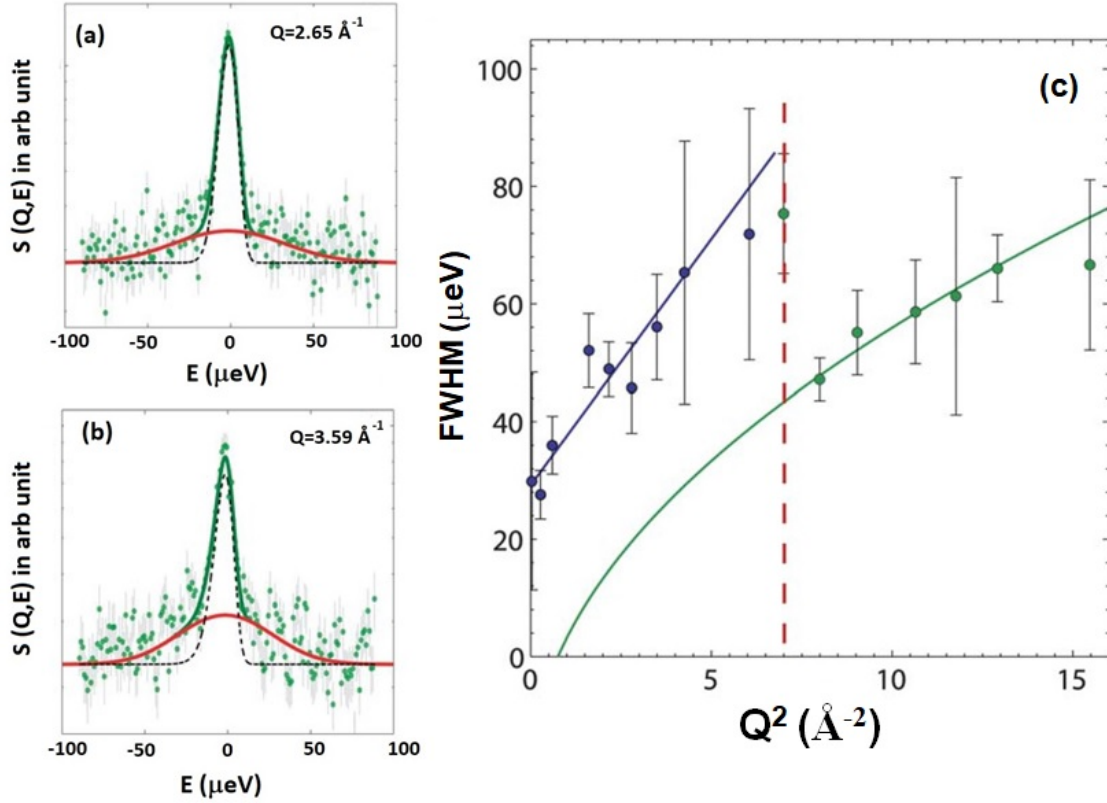 (a)
Q=2.65 Å⁻¹
S (Q,E) in arb unit
-100 -50 0 50 100
E (μeV)
(b)
Q=3.59 Å⁻¹
S (Q,E) in arb unit
-100 -50 0 50 100
E (μeV)
(c)
FWHM (μeV)
100
80
60
40
20
0
0 5 10 15
Q² (Å⁻²)